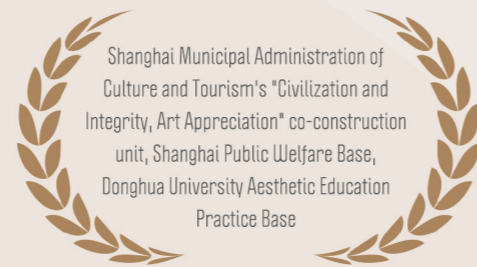 Shanghai Municipal Administration of
Culture and Tourism's "Civilization and
Integrity, Art Appreciation" co-construction
unit, Shanghai Public Welfare Base,
Donghua University Aesthetic Education
Practice Base